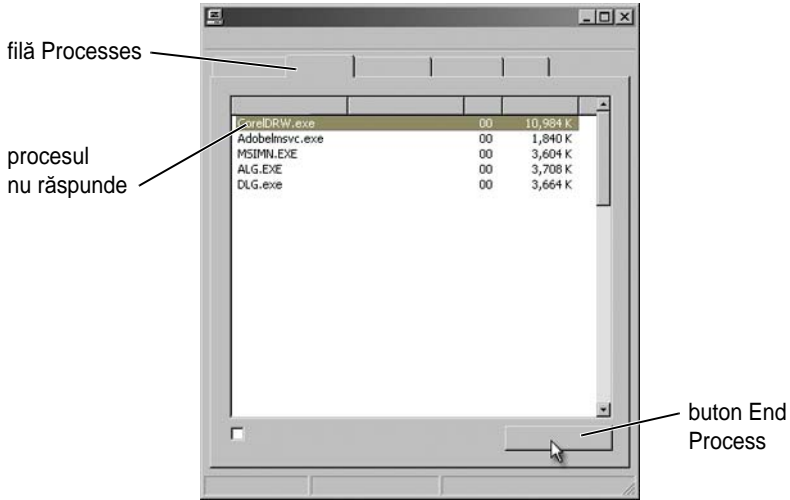 filă Processes
CorelDRW.exe 00 10,984 K
Adobelmsvc.exe 00 1,840 K
MSIMN.EXE 00 3,604 K
ALG.EXE 00 3,708 K
DLG.exe 00 3,664 K
procesul
nu răspunde
buton End
Process